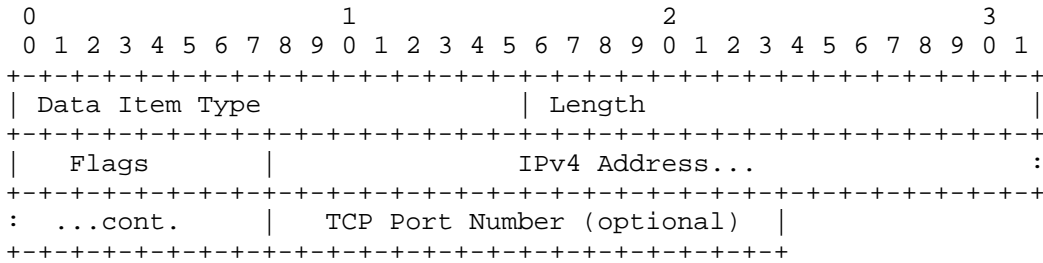 0                   1                   2                   3
 0 1 2 3 4 5 6 7 8 9 0 1 2 3 4 5 6 7 8 9 0 1 2 3 4 5 6 7 8 9 0 1
+-+-+-+-+-+-+-+-+-+-+-+-+-+-+-+-+-+-+-+-+-+-+-+-+-+-+-+-+-+-+-+-+
| Data Item Type                | Length                        |
+-+-+-+-+-+-+-+-+-+-+-+-+-+-+-+-+-+-+-+-+-+-+-+-+-+-+-+-+-+-+-+-+
|   Flags       |               IPv4 Address...                 :
+-+-+-+-+-+-+-+-+-+-+-+-+-+-+-+-+-+-+-+-+-+-+-+-+-+-+-+-+-+-+-+-+
:  ...cont.     |   TCP Port Number (optional)  |
+-+-+-+-+-+-+-+-+-+-+-+-+-+-+-+-+-+-+-+-+-+-+-+-+